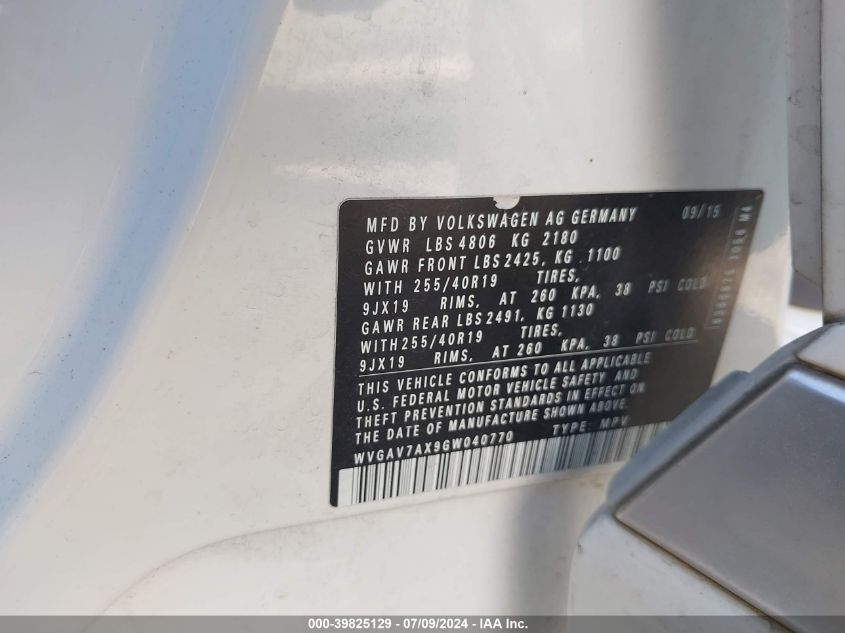 MFD BY VOLKSWAGEN AG GERMANY 09/15
GVWR LBS 4806 KG 2180
GAWR FRONT LBS 2425, KG 1100
WITH 255/40R19 TIRES,
9JX19 RIMS, AT 260 KPA, 38 PSI COLD
GAWR REAR LBS 2491, KG 1130
WITH 255/40R19 TIRES,
9JX19 RIMS, AT 260 KPA, 38 PSI COLD
THIS VEHICLE CONFORMS TO ALL APPLICABLE
U.S. FEDERAL MOTOR VEHICLE SAFETY AND
THEFT PREVENTION STANDARDS IN EFFECT ON
THE DATE OF MANUFACTURE SHOWN ABOVE.
WVGAV7AX9GW040770 TYPE: MPV
000-39825129 - 07/09/2024 - IAA Inc.